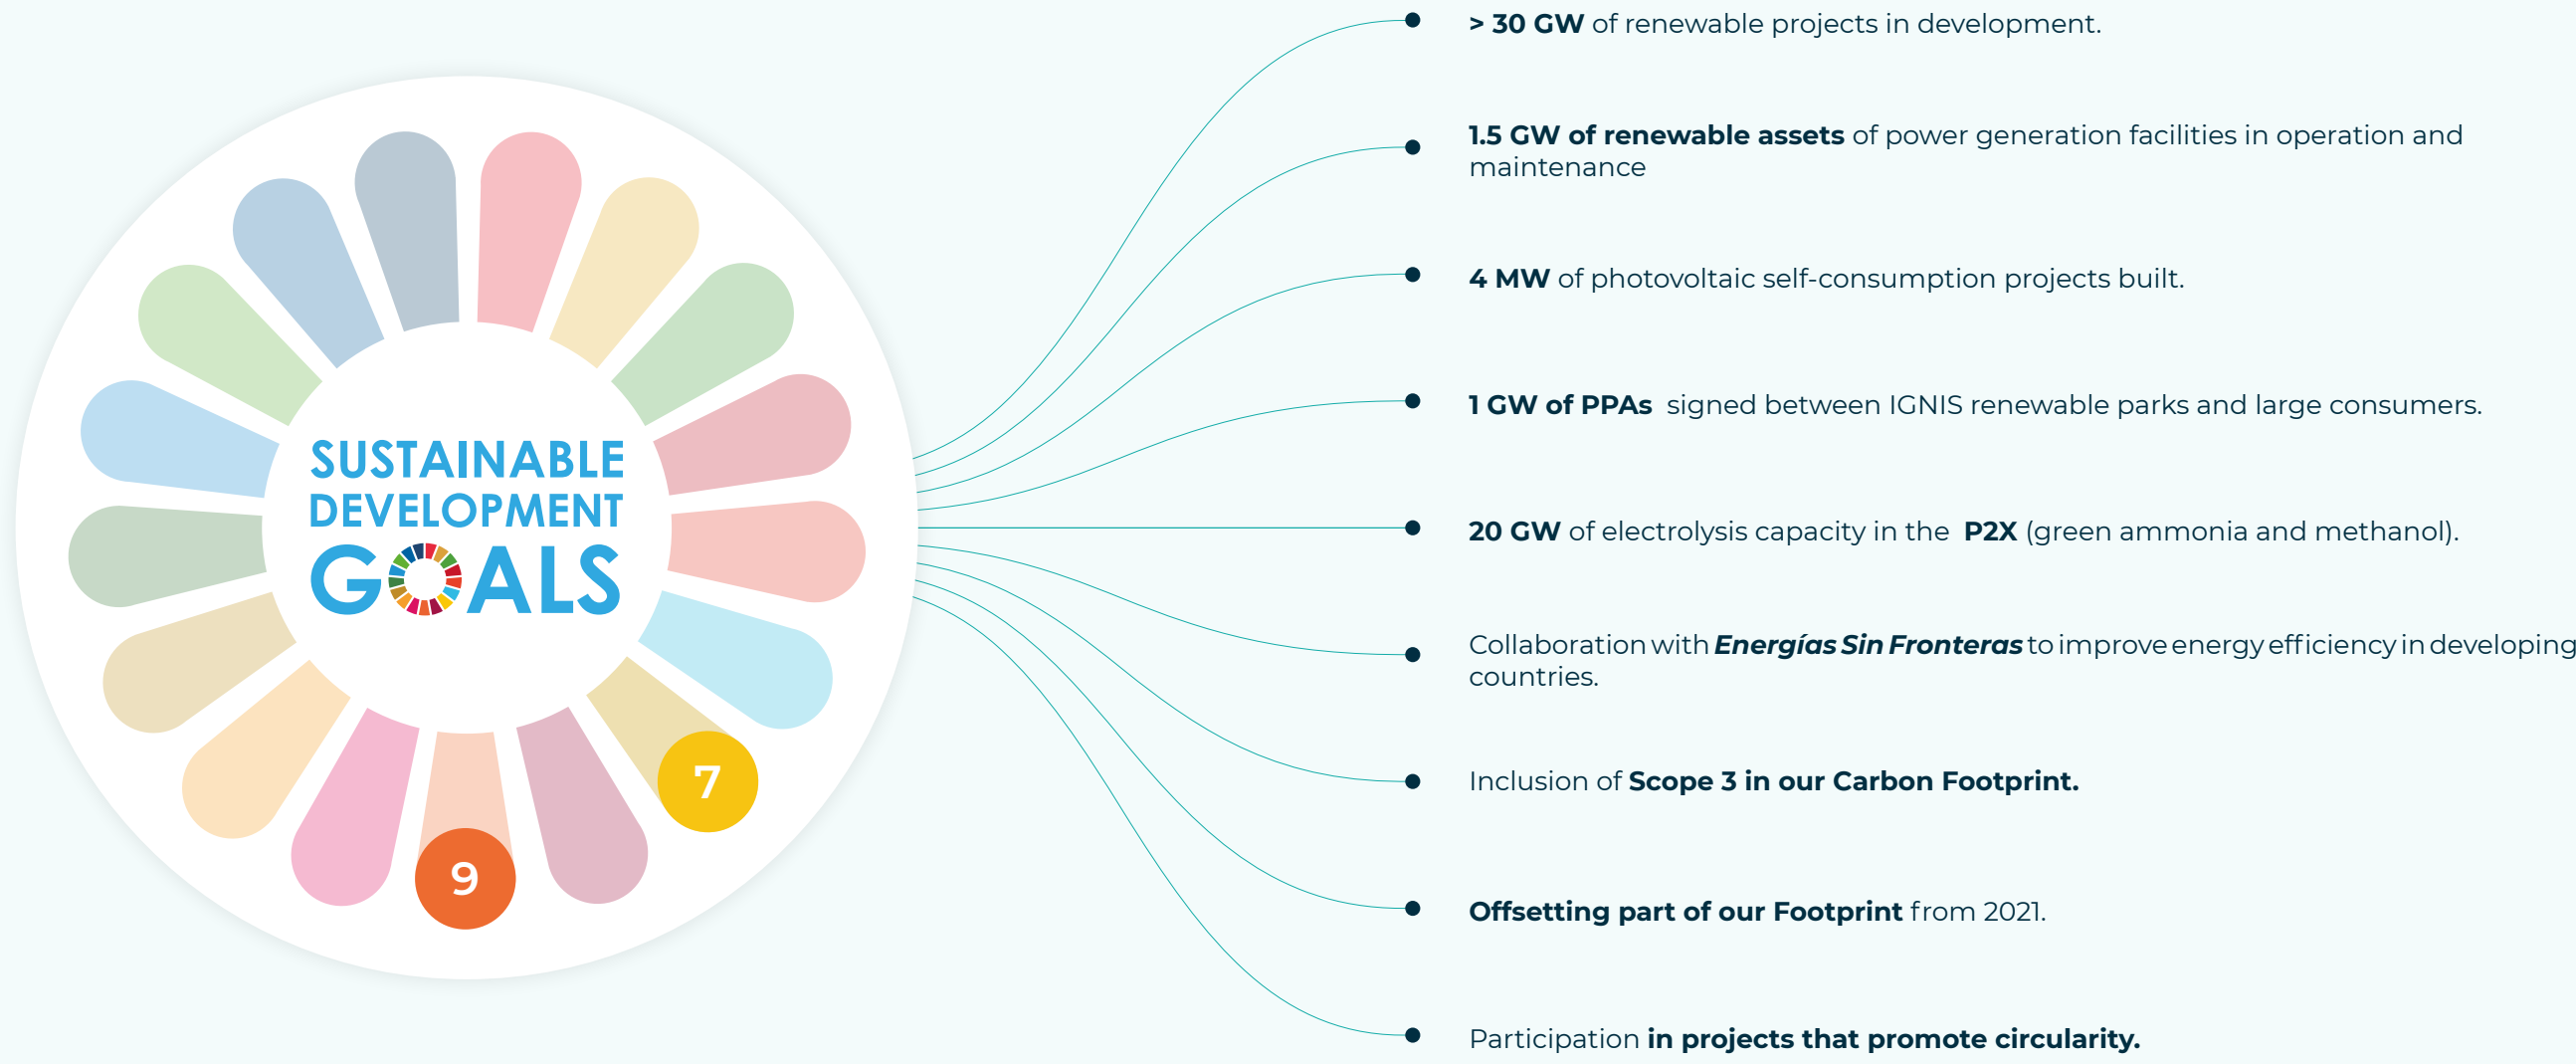 SUSTAINABLE
DEVELOPMENT
GOALS
7
9
> 30 GW of renewable projects in development.
1.5 GW of renewable assets of power generation facilities in operation and
maintenance
4 MW of photovoltaic self-consumption projects built.
1 GW of PPAs signed between IGNIS renewable parks and large consumers.
20 GW of electrolysis capacity in the P2X (green ammonia and methanol).
Collaboration with Energías Sin Fronteras to improve energy efficiency in developing
countries.
Inclusion of Scope 3 in our Carbon Footprint.
Offsetting part of our Footprint from 2021.
Participation in projects that promote circularity.